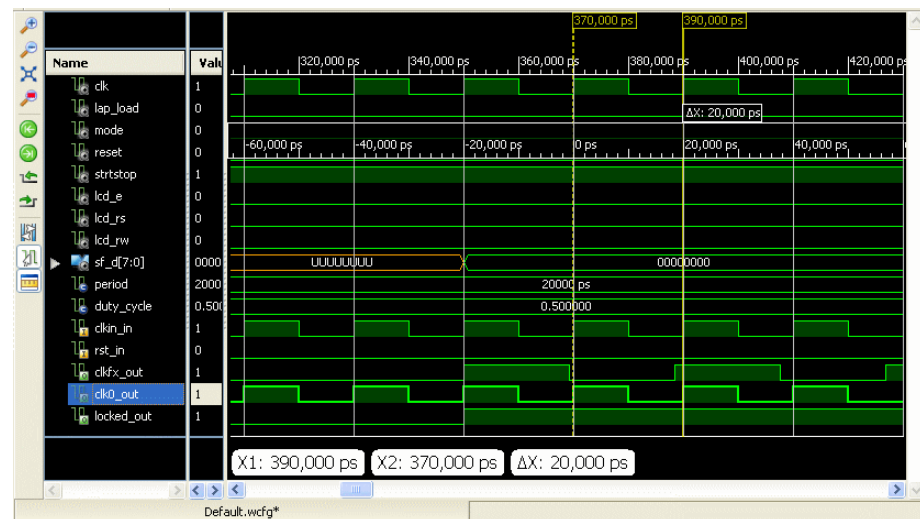 370,000 ps 390,000 ps
Name Valu
320,000 ps 340,000 ps 360,000 ps 380,000 ps 400,000 ps 420,000 ps
clk 1
lap_load 0
ΔX: 20,000 ps
mode 0
reset 0
-60,000 ps -40,000 ps -20,000 ps 0 ps 20,000 ps 40,000 ps
strtstop 1
lcd_e 0
lcd_rs 0
lcd_rw 0
sf_d[7:0] 0000 UUUUUUUU 00000000
period 2000 20000 ps
duty_cycle 0.500 0.500000
clkin_in 1
rst_in 0
clkfx_out 1
clk0_out 1
locked_out 1
X1: 390,000 ps X2: 370,000 ps ΔX: 20,000 ps
Default.wcfg*